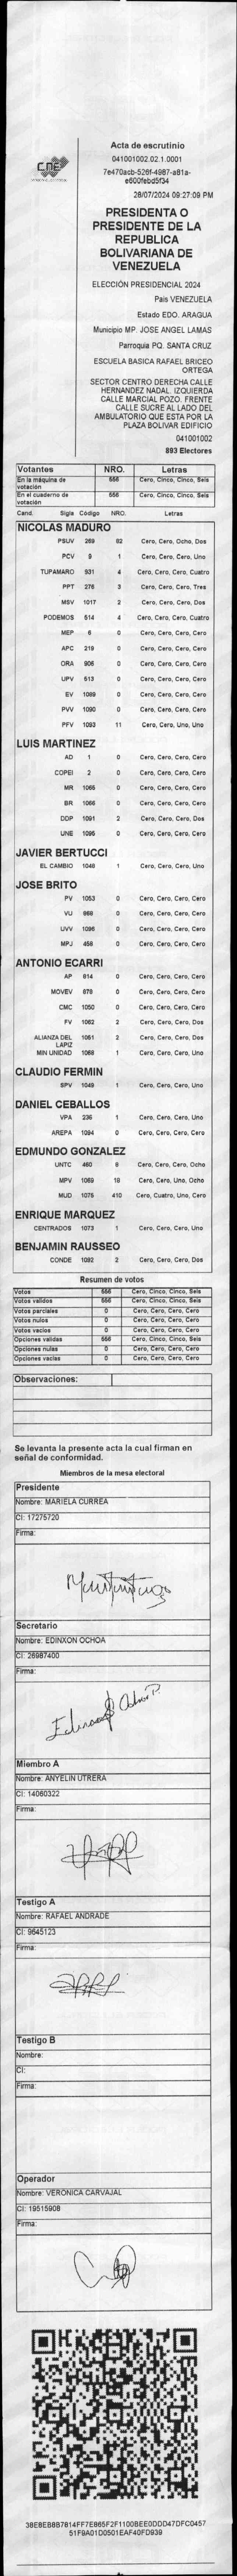 CNE
Acta de escrutinio
041001002.02.1.0001
7e470acb-526f-4987-a81a-
e600febd5f34
28/07/2024 09:27:09 PM
PRESIDENTA O
PRESIDENTE DE LA
REPUBLICA
BOLIVARIANA DE
VENEZUELA
ELECCIÓN PRESIDENCIAL 2024
Pais VENEZUELA
Estado EDO. ARAGUA
Municipio MP. JOSE ANGEL LAMAS
Parroquia PQ. SANTA CRUZ
ESCUELA BASICA RAFAEL BRICEO
ORTEGA
SECTOR CENTRO DERECHA CALLE
HERNANDEZ NADAL. IZQUIERDA
CALLE MARCIAL POZO. FRENTE
CALLE SUCRE AL LADO DEL
AMBULATORIO QUE ESTA POR LA
PLAZA BOLIVAR EDIFICIO
041001002
893 Electores
Votantes NRO. Letras
En la máquina de votación 556 Cero, Cinco, Cinco, Seis
En el cuaderno de votación 556 Cero, Cinco, Cinco, Seis
Cand. Sigla Código NRO. Letras
NICOLAS MADURO
PSUV 269 82 Cero, Cero, Ocho, Dos
PCV 9 1 Cero, Cero, Cero, Uno
TUPAMARO 931 4 Cero, Cero, Cero, Cuatro
PPT 276 3 Cero, Cero, Cero, Tres
MSV 1017 2 Cero, Cero, Cero, Dos
PODEMOS 514 4 Cero, Cero, Cero, Cuatro
MEP 6 0 Cero, Cero, Cero, Cero
APC 219 0 Cero, Cero, Cero, Cero
ORA 906 0 Cero, Cero, Cero, Cero
UPV 513 0 Cero, Cero, Cero, Cero
EV 1089 0 Cero, Cero, Cero, Cero
PVV 1090 0 Cero, Cero, Cero, Cero
PFV 1093 11 Cero, Cero, Uno, Uno
LUIS MARTINEZ
AD 1 0 Cero, Cero, Cero, Cero
COPEI 2 0 Cero, Cero, Cero, Cero
MR 1065 0 Cero, Cero, Cero, Cero
BR 1066 0 Cero, Cero, Cero, Cero
DDP 1091 2 Cero, Cero, Cero, Dos
UNE 1095 0 Cero, Cero, Cero, Cero
JAVIER BERTUCCI
EL CAMBIO 1048 1 Cero, Cero, Cero, Uno
JOSE BRITO
PV 1053 0 Cero, Cero, Cero, Cero
VU 968 0 Cero, Cero, Cero, Cero
UVV 1096 0 Cero, Cero, Cero, Cero
MPJ 458 0 Cero, Cero, Cero, Cero
ANTONIO ECARRI
AP 814 0 Cero, Cero, Cero, Cero
MOVEV 879 0 Cero, Cero, Cero, Cero
CMC 1050 0 Cero, Cero, Cero, Cero
FV 1062 2 Cero, Cero, Cero, Dos
ALIANZA DEL LAPIZ 1051 2 Cero, Cero, Cero, Dos
MIN UNIDAD 1068 1 Cero, Cero, Cero, Uno
CLAUDIO FERMIN
SPV 1049 1 Cero, Cero, Cero, Uno
DANIEL CEBALLOS
VPA 236 1 Cero, Cero, Cero, Uno
AREPA 1094 0 Cero, Cero, Cero, Cero
EDMUNDO GONZALEZ
UNTC 460 8 Cero, Cero, Cero, Ocho
MPV 1069 18 Cero, Cero, Uno, Ocho
MUD 1075 410 Cero, Cuatro, Uno, Cero
ENRIQUE MARQUEZ
CENTRADOS 1073 1 Cero, Cero, Cero, Uno
BENJAMIN RAUSSEO
CONDE 1092 2 Cero, Cero, Cero, Dos
Resumen de votos
Votos 556 Cero, Cinco, Cinco, Seis
Votos validos 556 Cero, Cinco, Cinco, Seis
Votos parciales 0 Cero, Cero, Cero, Cero
Votos nulos 0 Cero, Cero, Cero, Cero
Votos vacios 0 Cero, Cero, Cero, Cero
Opciones validas 556 Cero, Cinco, Cinco, Seis
Opciones nulas 0 Cero, Cero, Cero, Cero
Opciones vacias 0 Cero, Cero, Cero, Cero
Observaciones:
Se levanta la presente acta la cual firman en
señal de conformidad.
Miembros de la mesa electoral
Presidente
Nombre: MARIELA CURREA
CI: 17275720
Firma:
Secretario
Nombre: EDINXON OCHOA
CI: 26987400
Firma:
Edinxon Ochoa P.
Miembro A
Nombre: ANYELIN UTRERA
CI: 14060322
Firma:
Testigo A
Nombre: RAFAEL ANDRADE
CI: 9645123
Firma:
Testigo B
Nombre:
CI:
Firma:
Operador
Nombre: VERONICA CARVAJAL
CI: 19515908
Firma:
38E8EB8B7814FF7E865F2F1100BEE0DDD47DFC0457
51F9A01D0501EAF40FD939